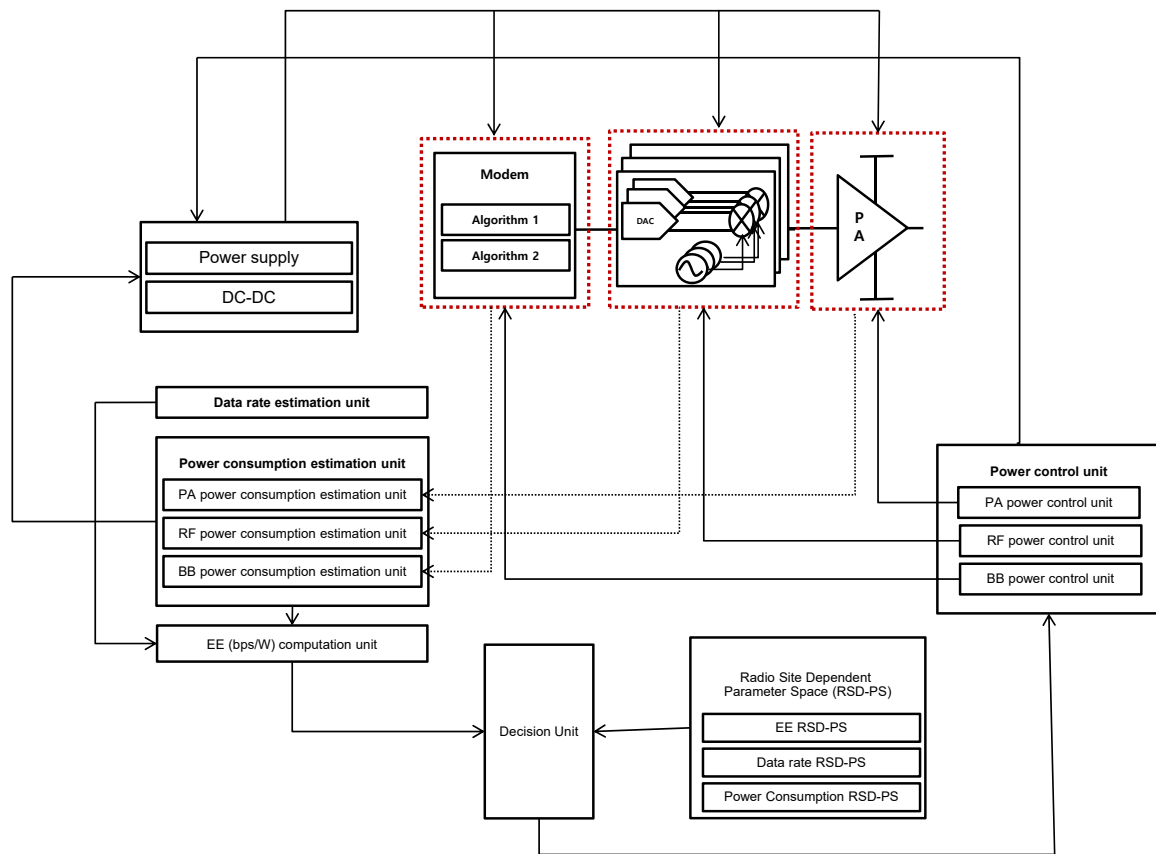 Modem
Algorithm 1
Algorithm 2
DAC
P
A
Power supply
DC-DC
Data rate estimation unit
Power consumption estimation unit
PA power consumption estimation unit
RF power consumption estimation unit
BB power consumption estimation unit
EE (bps/W) computation unit
Power control unit
PA power control unit
RF power control unit
BB power control unit
Decision Unit
Radio Site Dependent
Parameter Space (RSD-PS)
EE RSD-PS
Data rate RSD-PS
Power Consumption RSD-PS